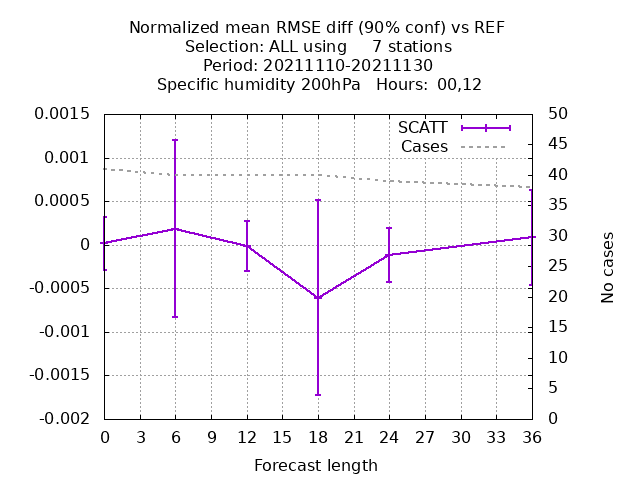 Normalized mean RMSE diff (90% conf) vs REF
Selection: ALL using     7 stations
Period: 20211110-20211130
Specific humidity 200hPa   Hours:  00,12
0.0015
0.001
0.0005
0
-0.0005
-0.001
-0.0015
-0.002
SCATT
Cases
50
45
40
35
30
25
20
15
10
5
0
No cases
0 3 6 9 12 15 18 21 24 27 30 33 36
Forecast length